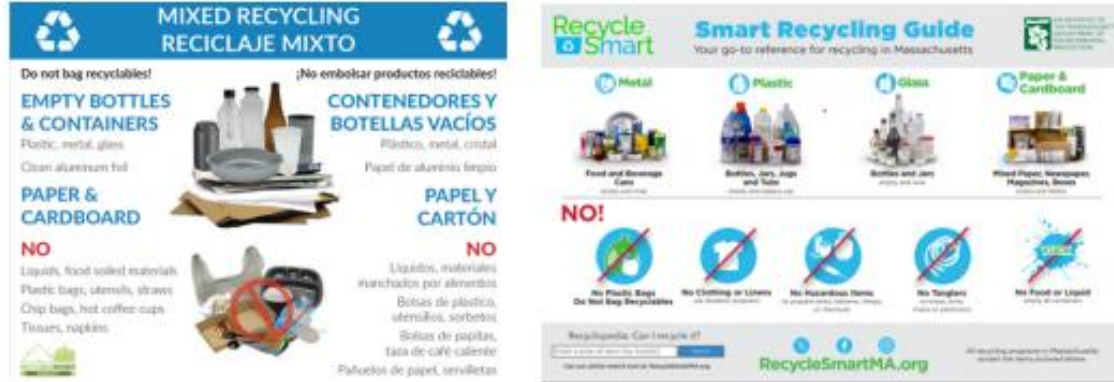 MIXED RECYCLING
RECICLAJE MIXTO
Do not bag recyclables!
¡No embolsar productos reciclables!
EMPTY BOTTLES
& CONTAINERS
Plastic, metal, glass
Clean aluminum foil
CONTENEDORES Y
BOTELLAS VACÍOS
Plástico, metal, cristal
Papel de aluminio limpio
PAPER &
CARDBOARD
PAPEL Y
CARTÓN
NO
Liquids, food soiled materials
Plastic bags, utensils, straws
Chip bags, hot coffee cups
Tissues, napkins
NO
Líquidos, materiales
manchados por alimentos
Bolsas de plástico,
utensilios, sorbetos
Bolsas de papitas,
taza de café caliente
Pañuelos de papel, servilletas
Recycle
Smart
Smart Recycling Guide
Your go-to reference for recycling in Massachusetts
Metal
Plastic
Glass
Paper &
Cardboard
Food and Beverage
Cans
Bottles, Jars, Jugs
and Tubs
Bottles and Jars
Mixed Paper, Newspaper,
Magazines, Boxes
NO!
No Plastic Bags
Do Not Bag Recyclables
No Clothing or Linens
No Hazardous Items
No Tanglers
No Food or Liquid
Recyclopedia: Can I recycle it?
RecycleSmartMA.org